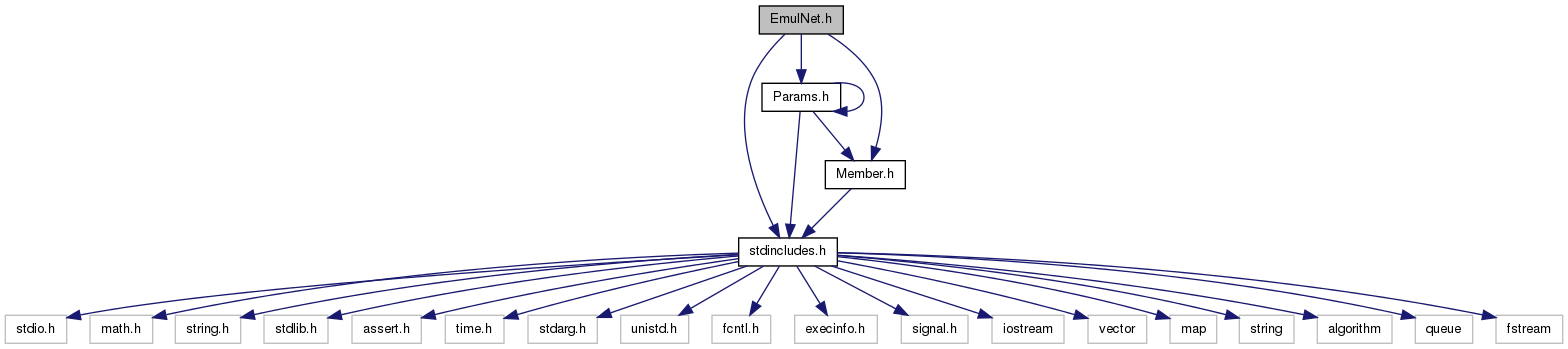 EmulNet.h
Params.h
Member.h
stdincludes.h
stdio.h
math.h
string.h
stdlib.h
assert.h
time.h
stdarg.h
unistd.h
fcntl.h
execinfo.h
signal.h
iostream
vector
map
string
algorithm
queue
fstream